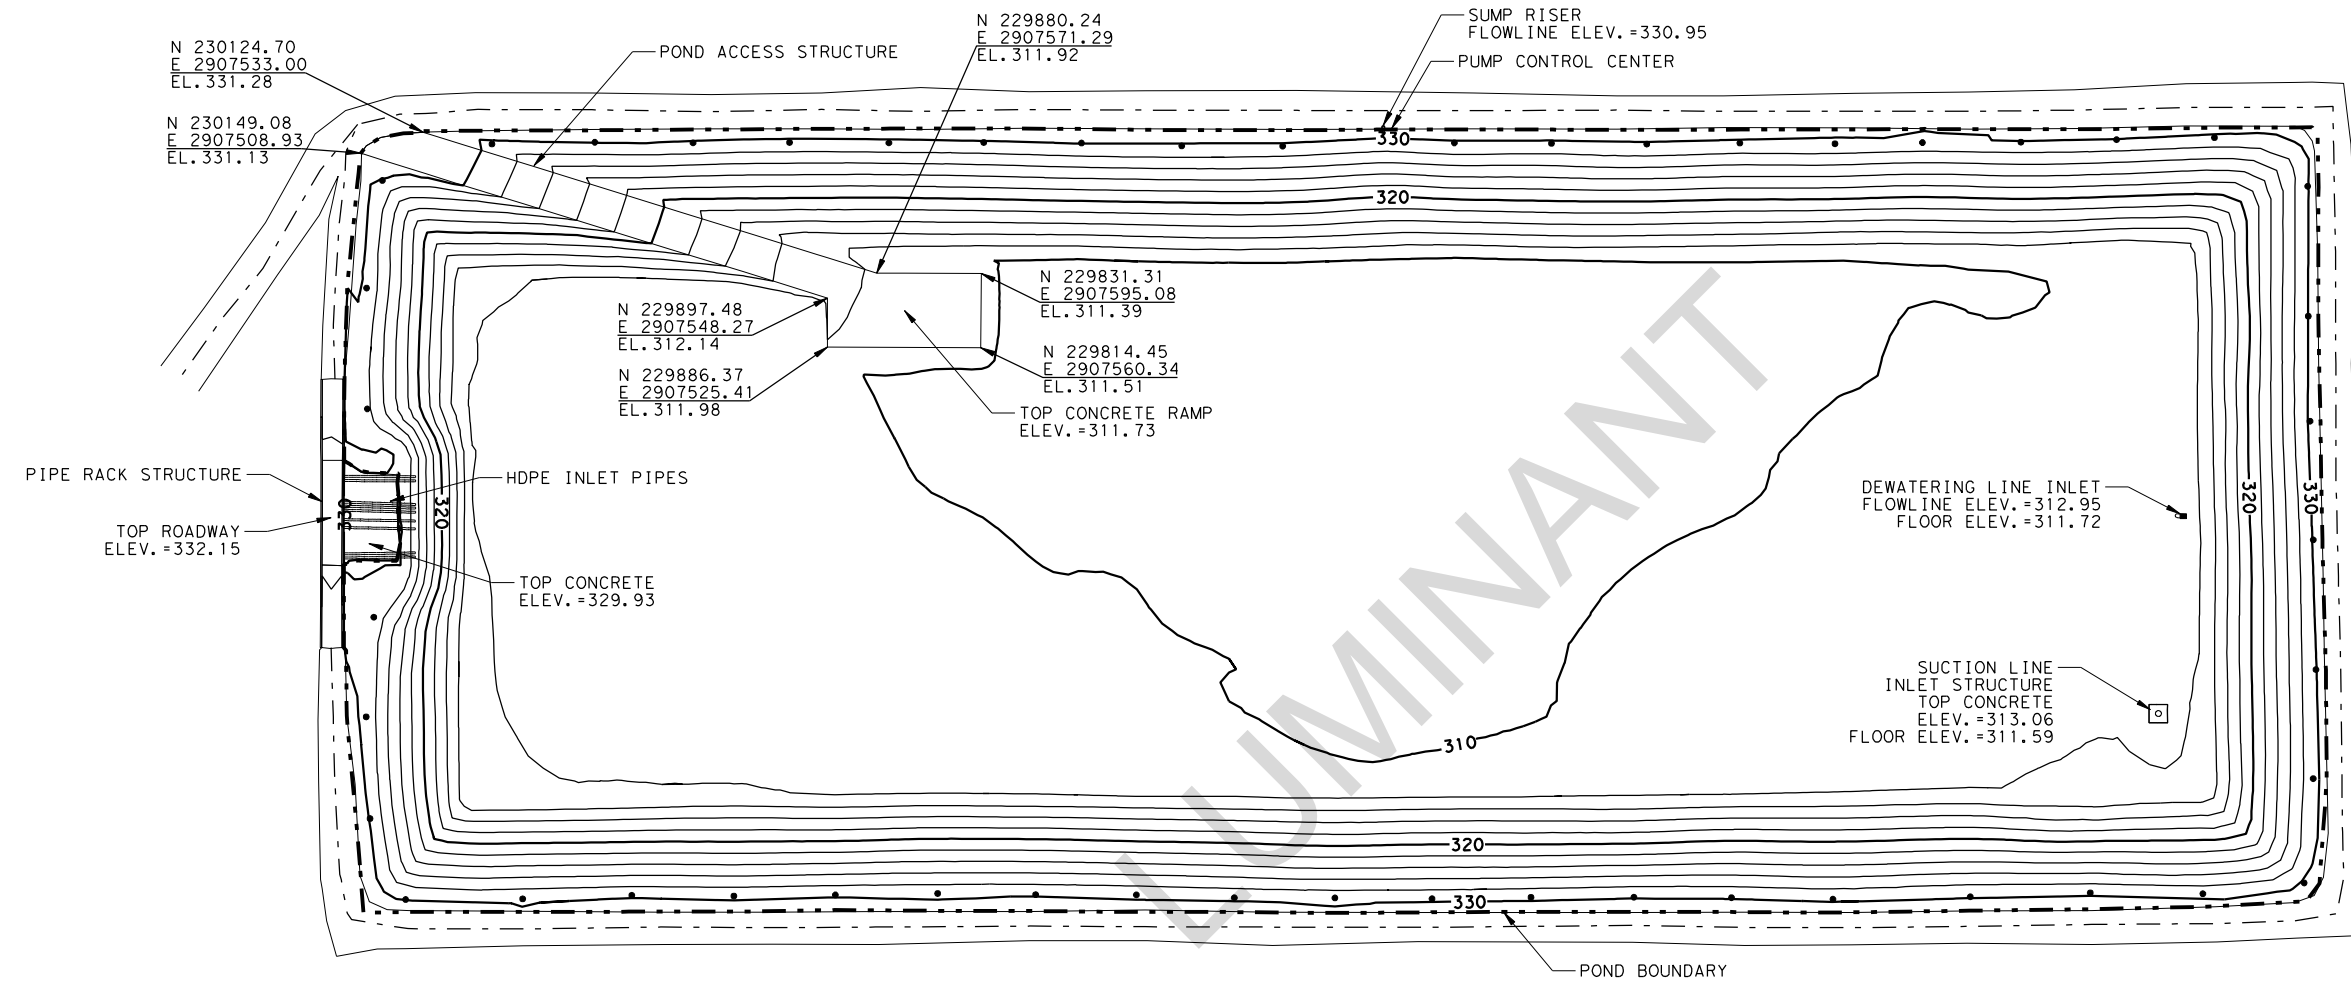 N 229880.24
E 2907571.29
EL.311.92
SUMP RISER
FLOWLINE ELEV.=330.95
N 230124.70
E 2907533.00
EL.331.28
POND ACCESS STRUCTURE
PUMP CONTROL CENTER
N 230149.08
E 2907508.93
EL.331.13
330
320
N 229831.31
E 2907595.08
EL.311.39
N 229897.48
E 2907548.27
EL.312.14
N 229814.45
E 2907560.34
EL.311.51
N 229886.37
E 2907525.41
EL.311.98
TOP CONCRETE RAMP
ELEV.=311.73
PIPE RACK STRUCTURE
HDPE INLET PIPES
330
320
TOP ROADWAY
ELEV.=332.15
TOP CONCRETE
ELEV.=329.93
DEWATERING LINE INLET
FLOWLINE ELEV.=312.95
FLOOR ELEV.=311.72
320
330
LUMINANT
SUCTION LINE
INLET STRUCTURE
TOP CONCRETE
ELEV.=313.06
FLOOR ELEV.=311.59
310
320
330
POND BOUNDARY